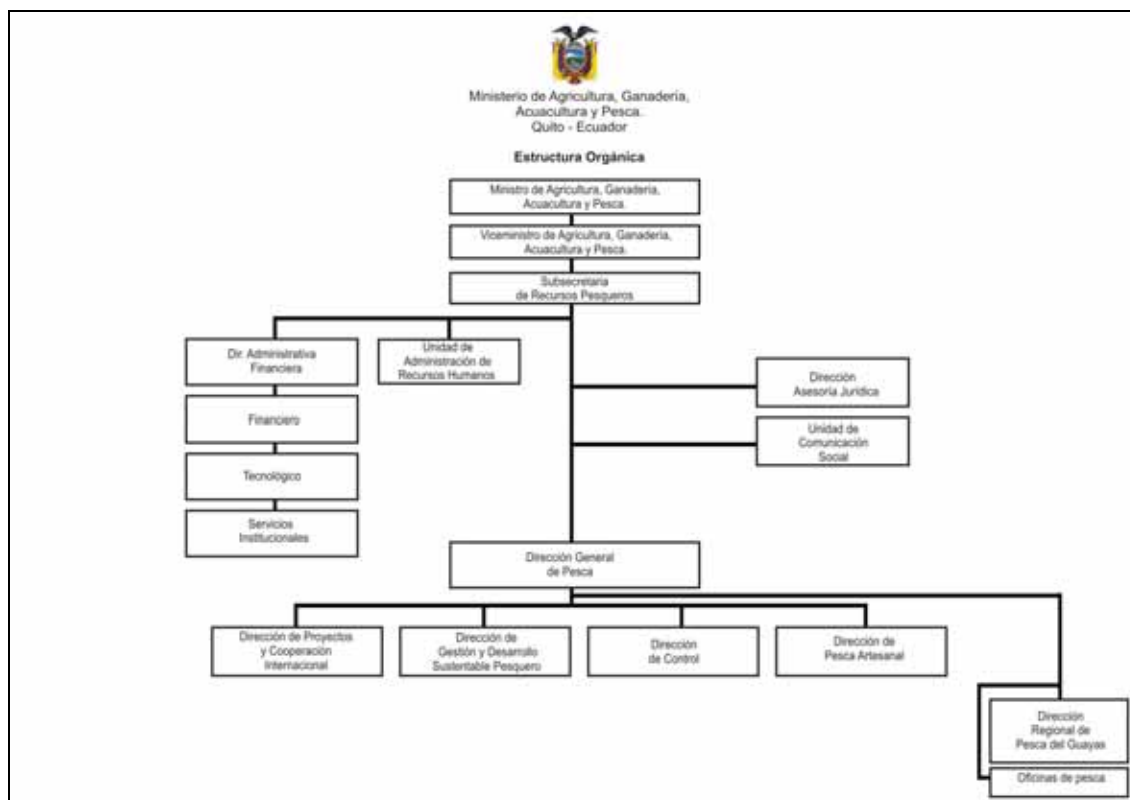 Ministerio de Agricultura, Ganadería,
Acuacultura y Pesca.
Quito - Ecuador
Estructura Orgánica
Ministro de Agricultura, Ganadería,
Acuacultura y Pesca.
Viceministro de Agricultura, Ganadería,
Acuacultura y Pesca.
Subsecretaria
de Recursos Pesqueros
Dir. Administrativa
Financiera
Unidad de
Administración de
Recursos Humanos
Dirección
Asesoría Jurídica
Financiero
Unidad de
Comunicación
Social
Tecnológico
Servicios
Institucionales
Dirección General
de Pesca
Dirección de Proyectos
y Cooperación
Internacional
Dirección de
Gestión y Desarrollo
Sustentable Pesquero
Dirección
de Control
Dirección de
Pesca Artesanal
Dirección
Regional de
Pesca del Guayas
Oficinas de pesca